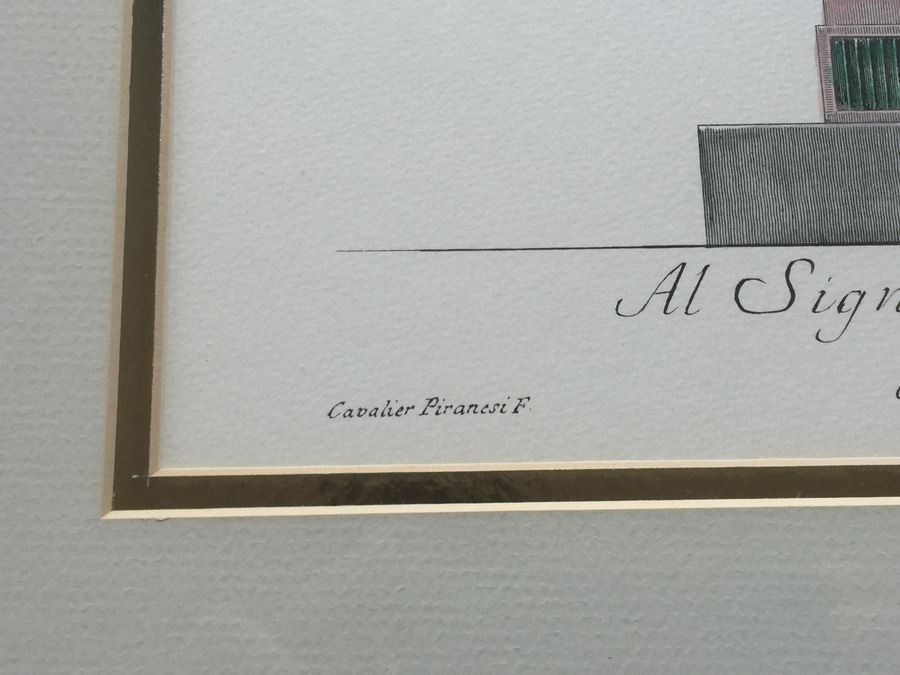 Al Sign
Cavalier Piranesi F.